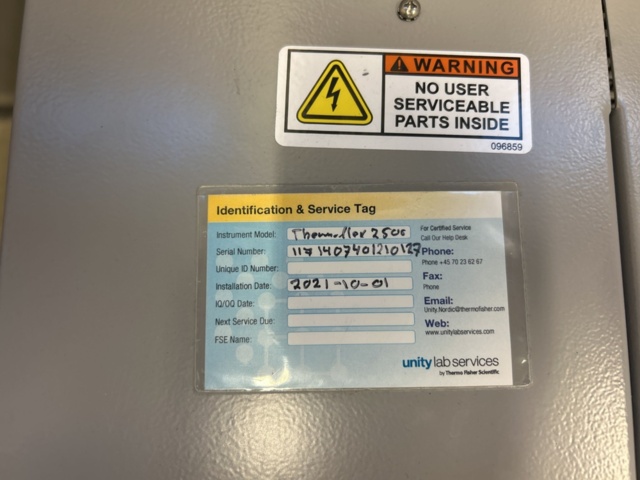 WARNING
NO USER
SERVICEABLE
PARTS INSIDE
096859
Identification & Service Tag
Instrument Model: Thermoflex 2500
Serial Number: 1171407401210127
Unique ID Number:
Installation Date: 2021-10-01
IQ/OQ Date:
Next Service Due:
FSE Name:
For Certified Service
Call Our Help Desk
Phone:
Phone +45 70 23 62 67
Fax:
Phone
Email:
Unity.Nordic@thermofisher.com
Web:
www.unitylabservices.com
unity lab services
by Thermo Fisher Scientific